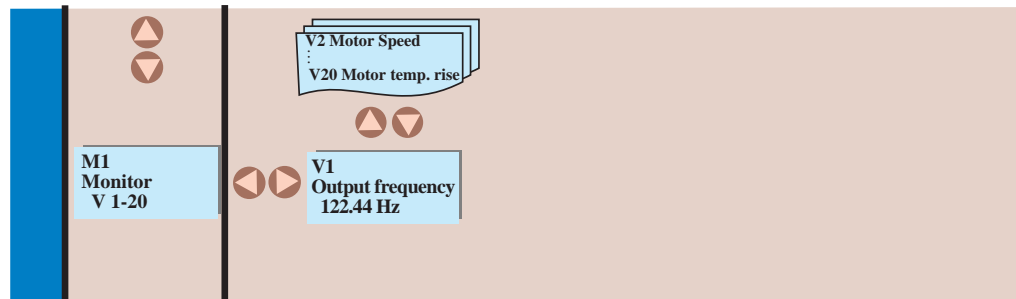 V2 Motor Speed
⋮
V20 Motor temp. rise
M1
Monitor
V 1-20
V1
Output frequency
122.44 Hz